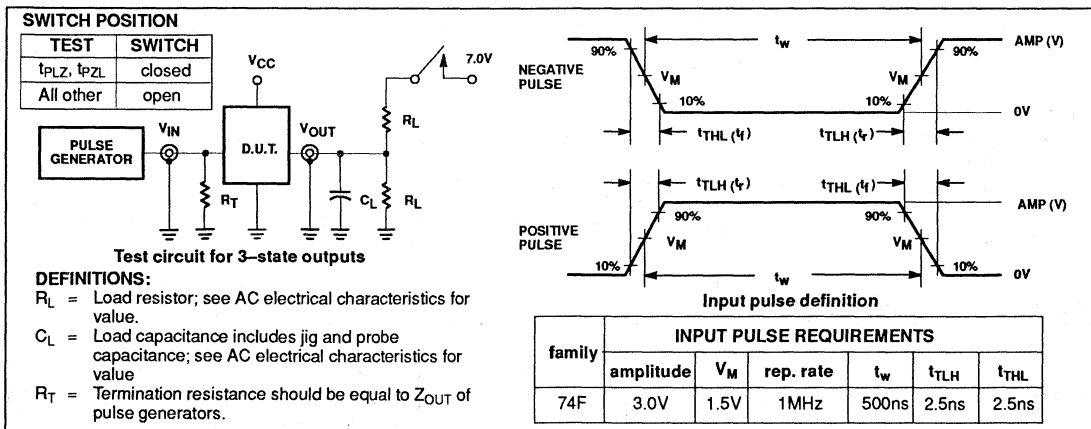 SWITCH POSITION
TEST SWITCH
tPLZ, tPZL closed
All other open
VCC
7.0V
RL
PULSE GENERATOR
VIN
D.U.T.
VOUT
RT
CL
RL
Test circuit for 3–state outputs
DEFINITIONS:
RL = Load resistor; see AC electrical characteristics for
value.
CL = Load capacitance includes jig and probe
capacitance; see AC electrical characteristics for
value
RT = Termination resistance should be equal to ZOUT of
pulse generators.
NEGATIVE
PULSE
90%
tw
90%
AMP (V)
VM
VM
10%
10%
0V
tTHL (tf)
tTLH (tr)
tTLH (tr)
tTHL (tf)
AMP (V)
90%
90%
POSITIVE
PULSE
VM
VM
10%
tw
10%
0V
Input pulse definition
family INPUT PULSE REQUIREMENTS
amplitude VM rep. rate tw tTLH tTHL
74F 3.0V 1.5V 1MHz 500ns 2.5ns 2.5ns